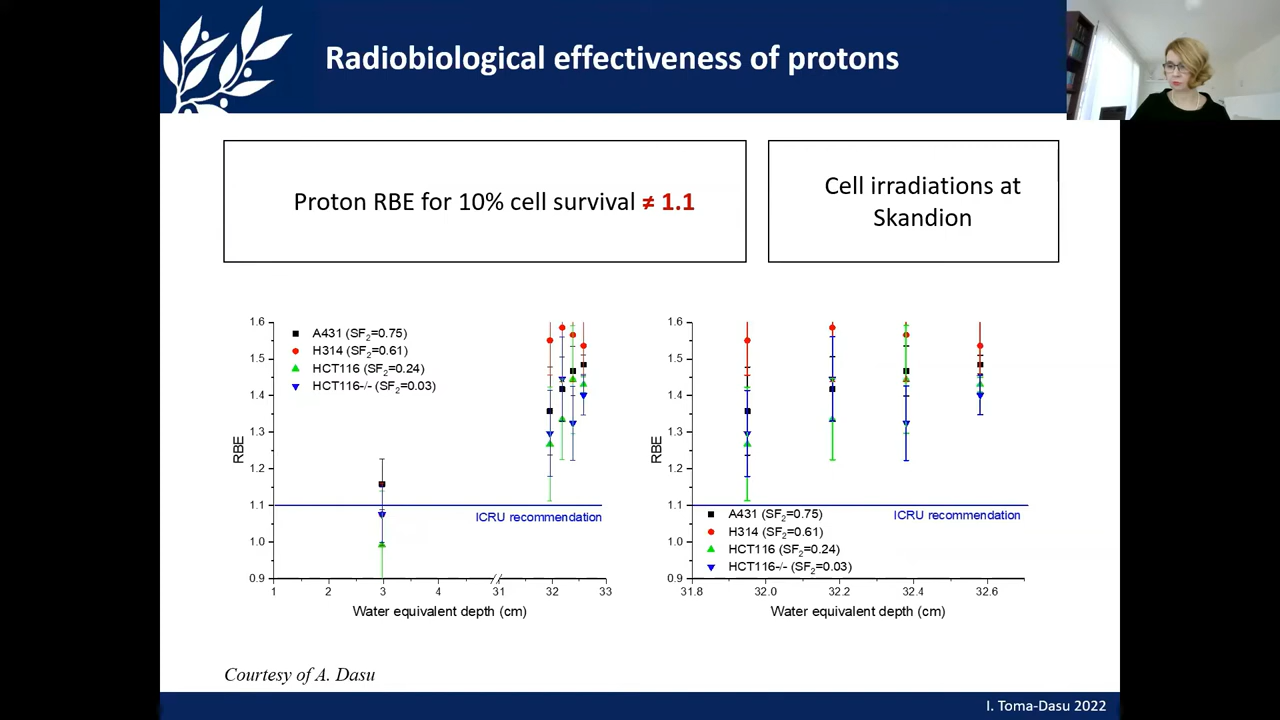 Radiobiological effectiveness of protons
Proton RBE for 10% cell survival ≠ 1.1
Cell irradiations at
Skandion
1.6
1.5
1.4
1.3
1.2
1.1
1.0
0.9
RBE
A431 (SF2=0.75)
H314 (SF2=0.61)
HCT116 (SF2=0.24)
HCT116-/- (SF2=0.03)
ICRU recommendation
1 2 3 4 31 32 33
Water equivalent depth (cm)
1.6
1.5
1.4
1.3
1.2
1.1
1.0
0.9
RBE
ICRU recommendation
A431 (SF2=0.75)
H314 (SF2=0.61)
HCT116 (SF2=0.24)
HCT116-/- (SF2=0.03)
31.8 32.0 32.2 32.4 32.6
Water equivalent depth (cm)
Courtesy of A. Dasu
I. Toma-Dasu 2022